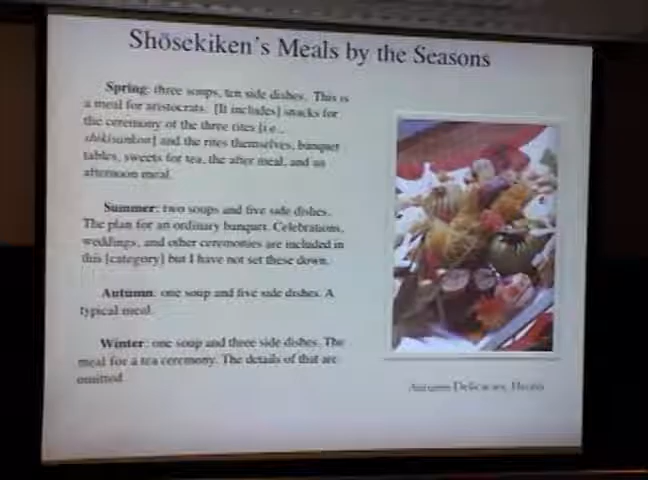 Shōsekiken's Meals by the Seasons
Spring: three soups, ten side dishes. This is
a meal for aristocrats. [It includes] snacks for
the ceremony of the three rites [i.e.,
shikisankon] and the rites themselves, banquet
tables, sweets for tea, the after meal, and an
afternoon meal.
Summer: two soups and five side dishes.
The plan for an ordinary banquet. Celebrations,
weddings, and other ceremonies are included in
this [category] but I have not set these down.
Autumn: one soup and five side dishes. A
typical meal.
Winter: one soup and three side dishes. The
meal for a tea ceremony. The details of that are
omitted.
Autumn Delicacies,